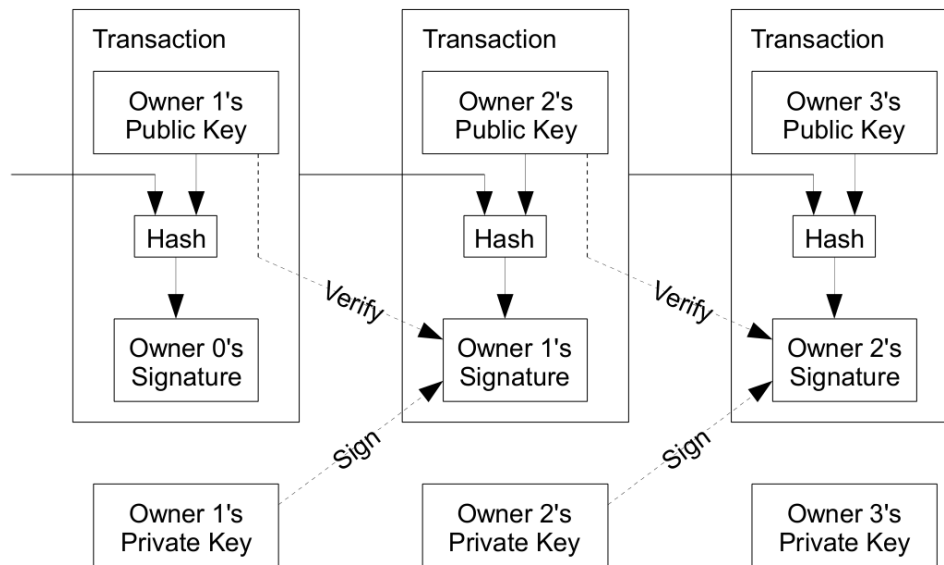 Transaction
Transaction
Transaction
Owner 1's
Public Key
Owner 2's
Public Key
Owner 3's
Public Key
Hash
Hash
Hash
Verify
Verify
Owner 0's
Signature
Owner 1's
Signature
Owner 2's
Signature
Sign
Sign
Owner 1's
Private Key
Owner 2's
Private Key
Owner 3's
Private Key